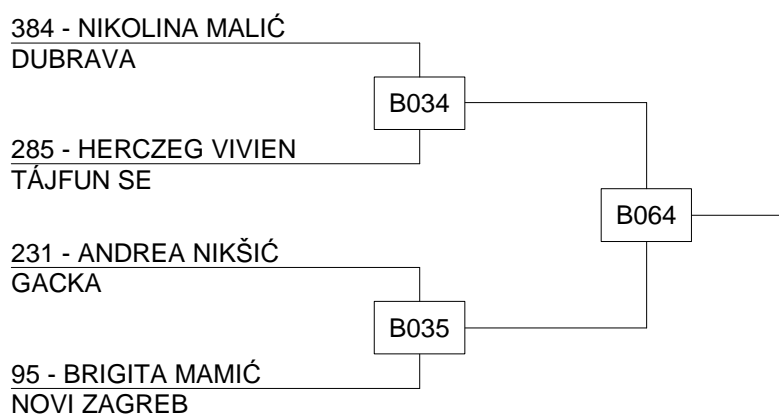 384 - NIKOLINA MALIĆ
DUBRAVA
B034
285 - HERCZEG VIVIEN
TÁJFUN SE
B064
231 - ANDREA NIKŠIĆ
GACKA
B035
95 - BRIGITA MAMIĆ
NOVI ZAGREB